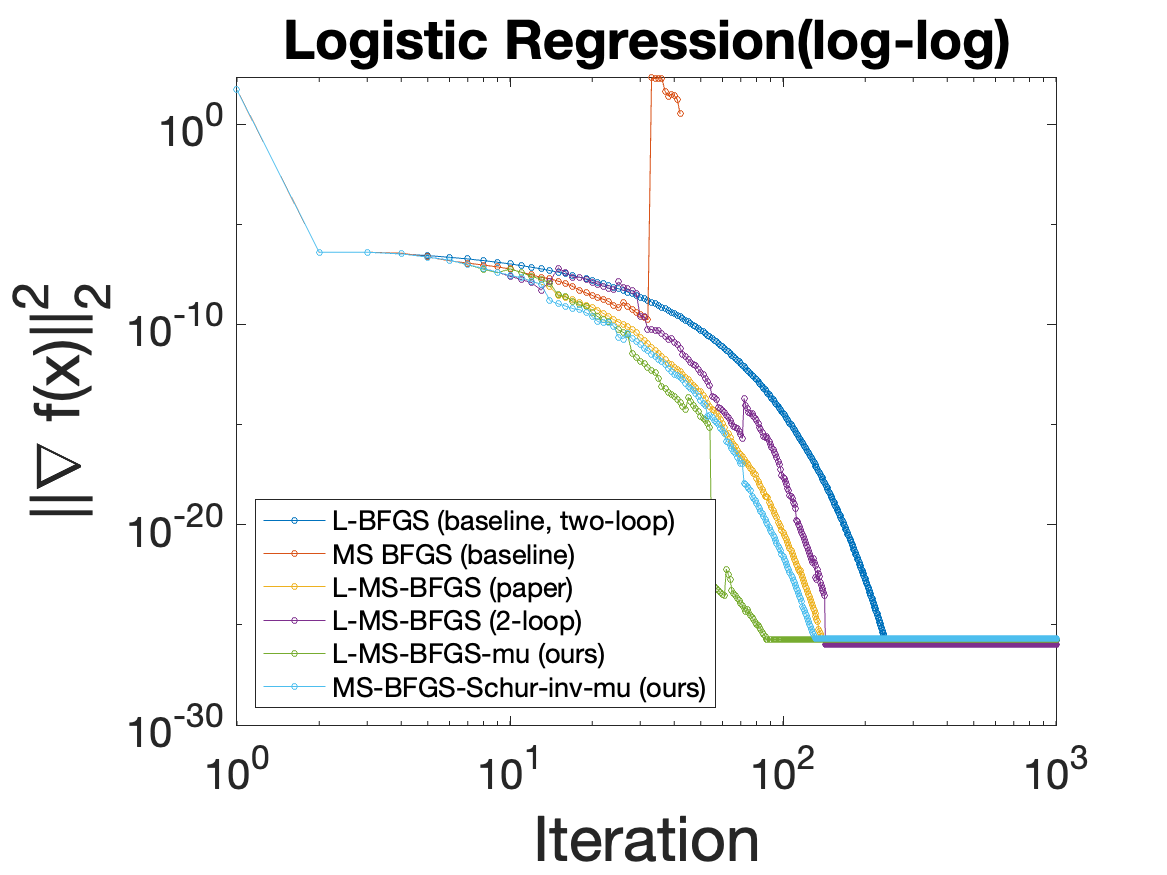 Logistic Regression(log-log)
10^0
10^-10
10^-20
10^-30
||∇ f(x)||_2^2
L-BFGS (baseline, two-loop)
MS BFGS (baseline)
L-MS-BFGS (paper)
L-MS-BFGS (2-loop)
L-MS-BFGS-mu (ours)
MS-BFGS-Schur-inv-mu (ours)
10^0 10^1 10^2 10^3
Iteration